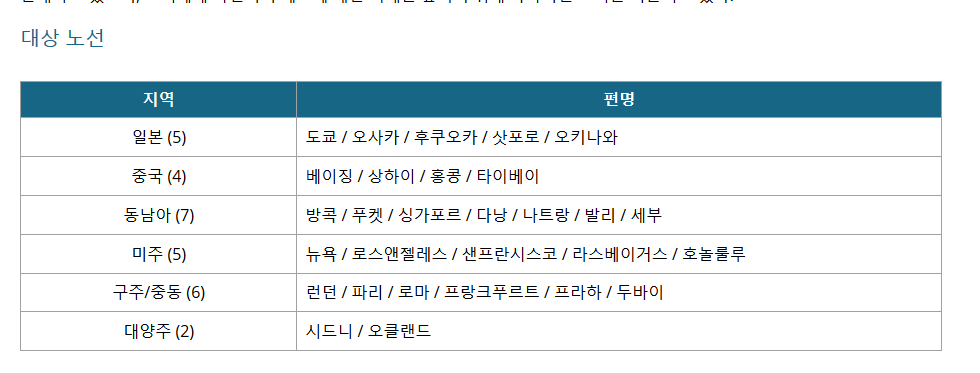 대상 노선
지역 편명
일본 (5) 도쿄 / 오사카 / 후쿠오카 / 삿포로 / 오키나와
중국 (4) 베이징 / 상하이 / 홍콩 / 타이베이
동남아 (7) 방콕 / 푸켓 / 싱가포르 / 다낭 / 나트랑 / 발리 / 세부
미주 (5) 뉴욕 / 로스앤젤레스 / 샌프란시스코 / 라스베이거스 / 호놀룰루
구주/중동 (6) 런던 / 파리 / 로마 / 프랑크푸르트 / 프라하 / 두바이
대양주 (2) 시드니 / 오클랜드